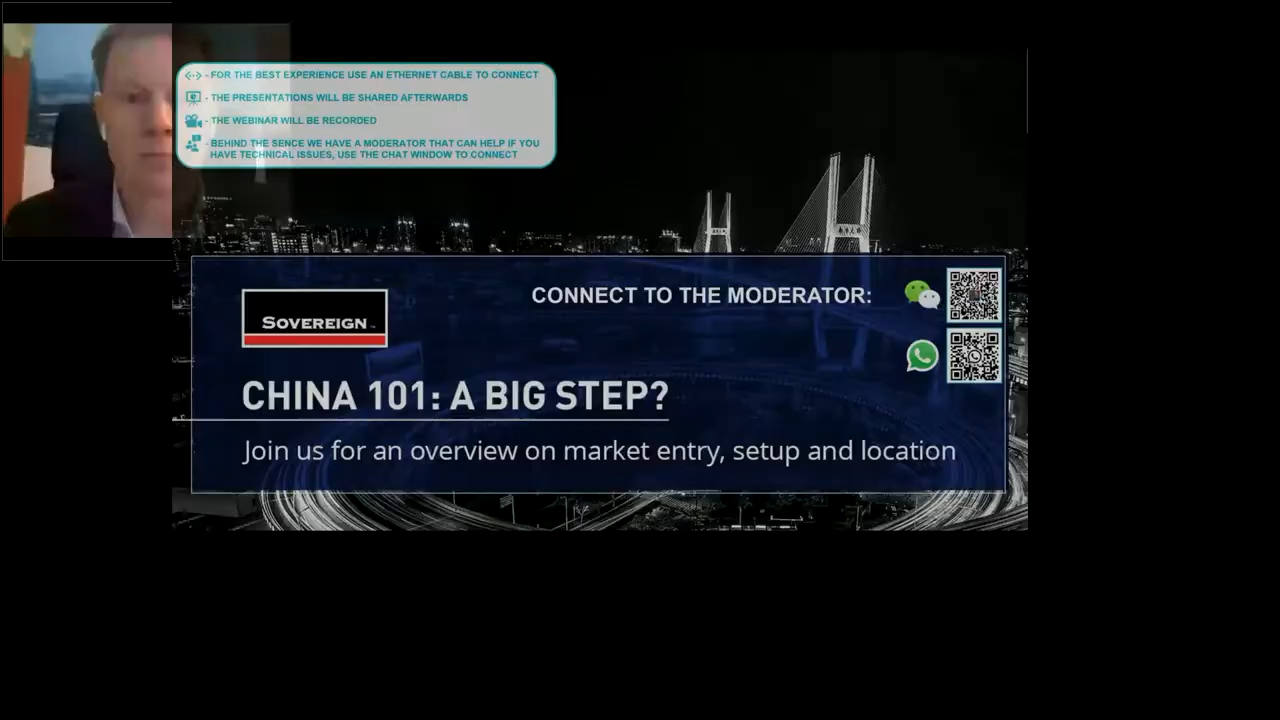 - FOR THE BEST EXPERIENCE USE AN ETHERNET CABLE TO CONNECT
- THE PRESENTATIONS WILL BE SHARED AFTERWARDS
- THE WEBINAR WILL BE RECORDED
- BEHIND THE SENCE WE HAVE A MODERATOR THAT CAN HELP IF YOU
HAVE TECHNICAL ISSUES, USE THE CHAT WINDOW TO CONNECT
CONNECT TO THE MODERATOR:
SOVEREIGN
CHINA 101: A BIG STEP?
Join us for an overview on market entry, setup and location